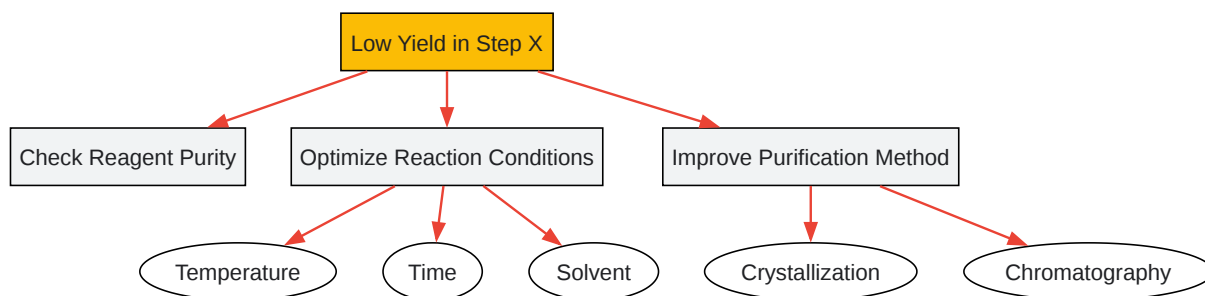 Low Yield in Step X
Check Reagent Purity
Optimize Reaction Conditions
Improve Purification Method
Temperature
Time
Solvent
Crystallization
Chromatography